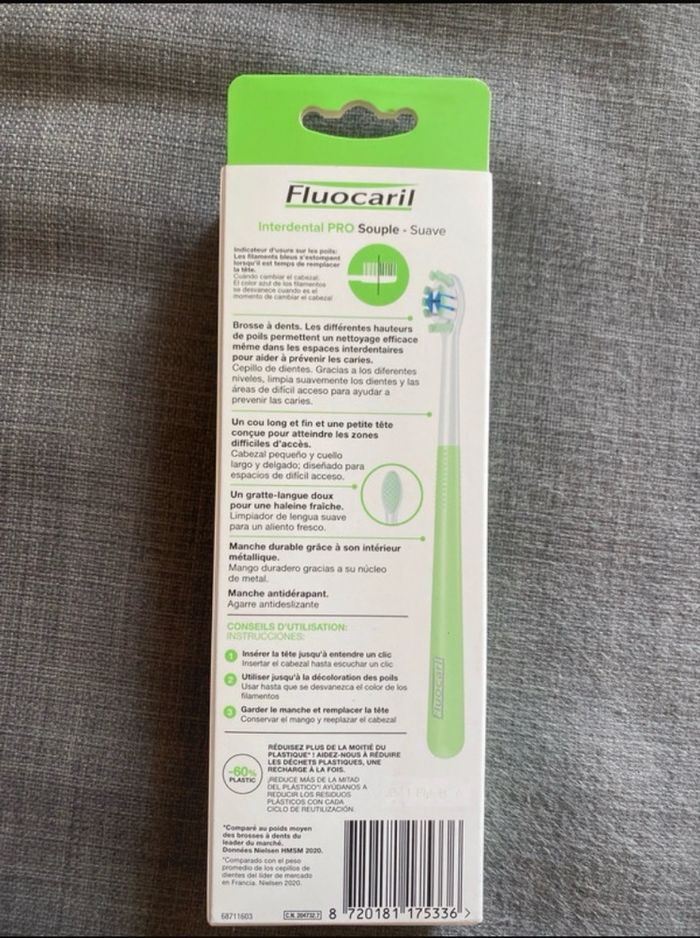 Fluocaril
Interdental PRO Souple - Suave
Indicateur d'usure sur les poils:
Les filaments bleus s'estompent
lorsqu'il est temps de remplacer
la tête.
Cuándo cambiar el cabezal:
El color azul de los filamentos
se desvanece cuando es el
momento de cambiar el cabezal
Brosse à dents. Les différentes hauteurs
de poils permettent un nettoyage efficace
même dans les espaces interdentaires
pour aider à prévenir les caries.
Cepillo de dientes. Gracias a los diferentes
niveles, limpia suavemente los dientes y las
áreas de difícil acceso para ayudar a
prevenir las caries.
Un cou long et fin et une petite tête
conçue pour atteindre les zones
difficiles d'accès.
Cabezal pequeño y cuello
largo y delgado; diseñado para
espacios de difícil acceso.
Un gratte-langue doux
pour une haleine fraîche.
Limpiador de lengua suave
para un aliento fresco.
Manche durable grâce à son intérieur
métallique.
Mango duradero gracias a su núcleo
de metal.
Manche antidérapant.
Agarre antideslizante
CONSEILS D'UTILISATION:
INSTRUCCIONES:
1 Insérer la tête jusqu'à entendre un clic
Insertar el cabezal hasta escuchar un clic
2 Utiliser jusqu'à la décoloration des poils
Usar hasta que se desvanezca el color de los
filamentos
3 Garder le manche et remplacer la tête
Conservar el mango y reeplazar el cabezal
Fluocaril
-60%
PLASTIC
RÉDUISEZ PLUS DE LA MOITIÉ DU
PLASTIQUE* ! AIDEZ-NOUS À RÉDUIRE
LES DÉCHETS PLASTIQUES, UNE
RECHARGE À LA FOIS.
¡REDUCE MÁS DE LA MITAD
DEL PLÁSTICO*! AYÚDANOS A
REDUCIR LOS RESIDUOS
PLÁSTICOS CON CADA
CICLO DE REUTILIZACIÓN.
*Comparé au poids moyen
des brosses à dents du
leader du marché.
Données Nielsen HMSM 2020.
*Comparado con el peso
promedio de los cepillos de
dientes del líder de mercado
en Francia. Nielsen 2020.
68711603
C.N. 204732.7
8 720181 175336 >